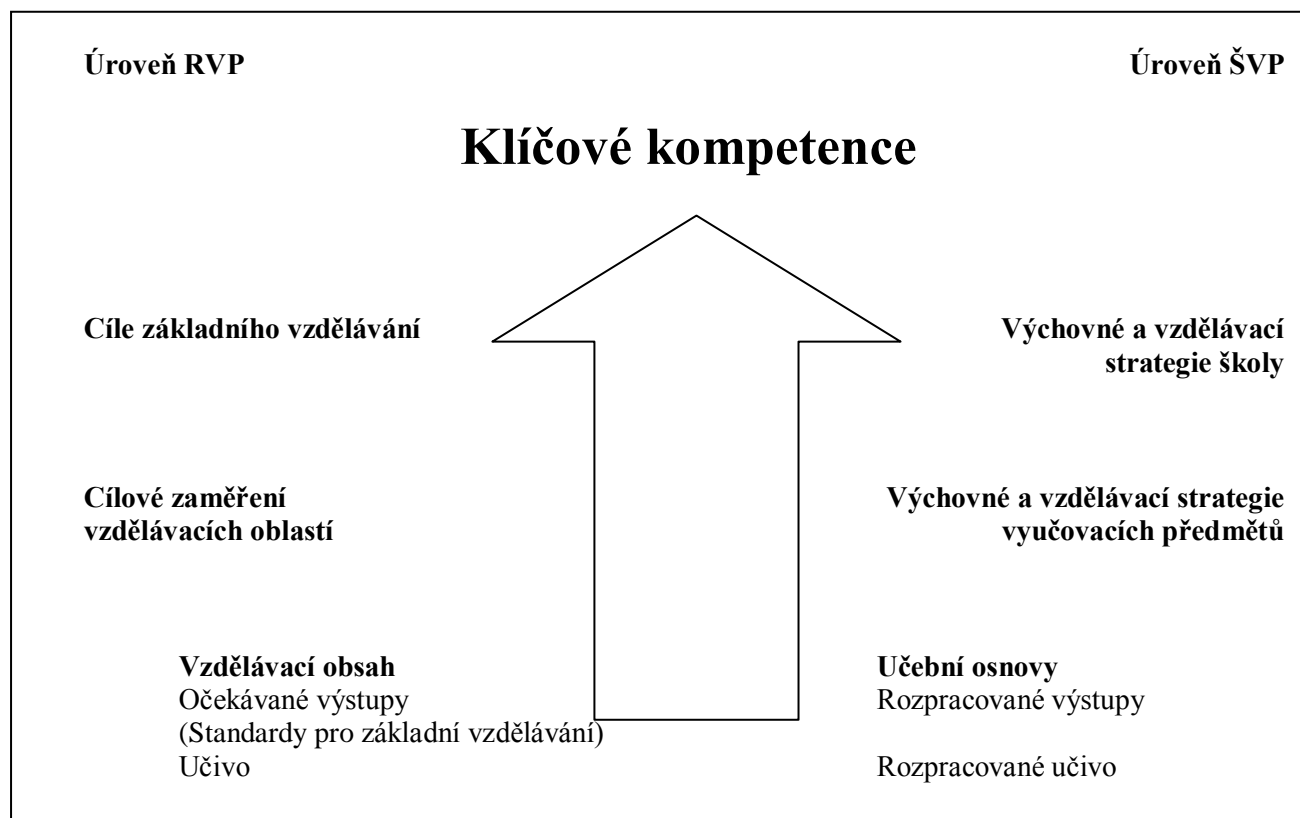 Úroveň RVP
Úroveň ŠVP
Klíčové kompetence
Cíle základního vzdělávání
Výchovné a vzdělávací
strategie školy
Cílové zaměření
vzdělávacích oblastí
Výchovné a vzdělávací strategie
vyučovacích předmětů
Vzdělávací obsah
Očekávané výstupy
(Standardy pro základní vzdělávání)
Učivo
Učební osnovy
Rozpracované výstupy
Rozpracované učivo